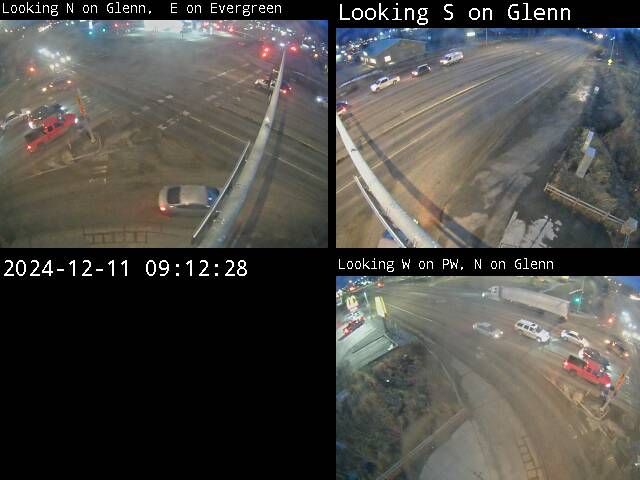 Looking N on Glenn,  E on Evergreen
Looking S on Glenn
2024-12-11 09:12:28
Looking W on PW, N on Glenn